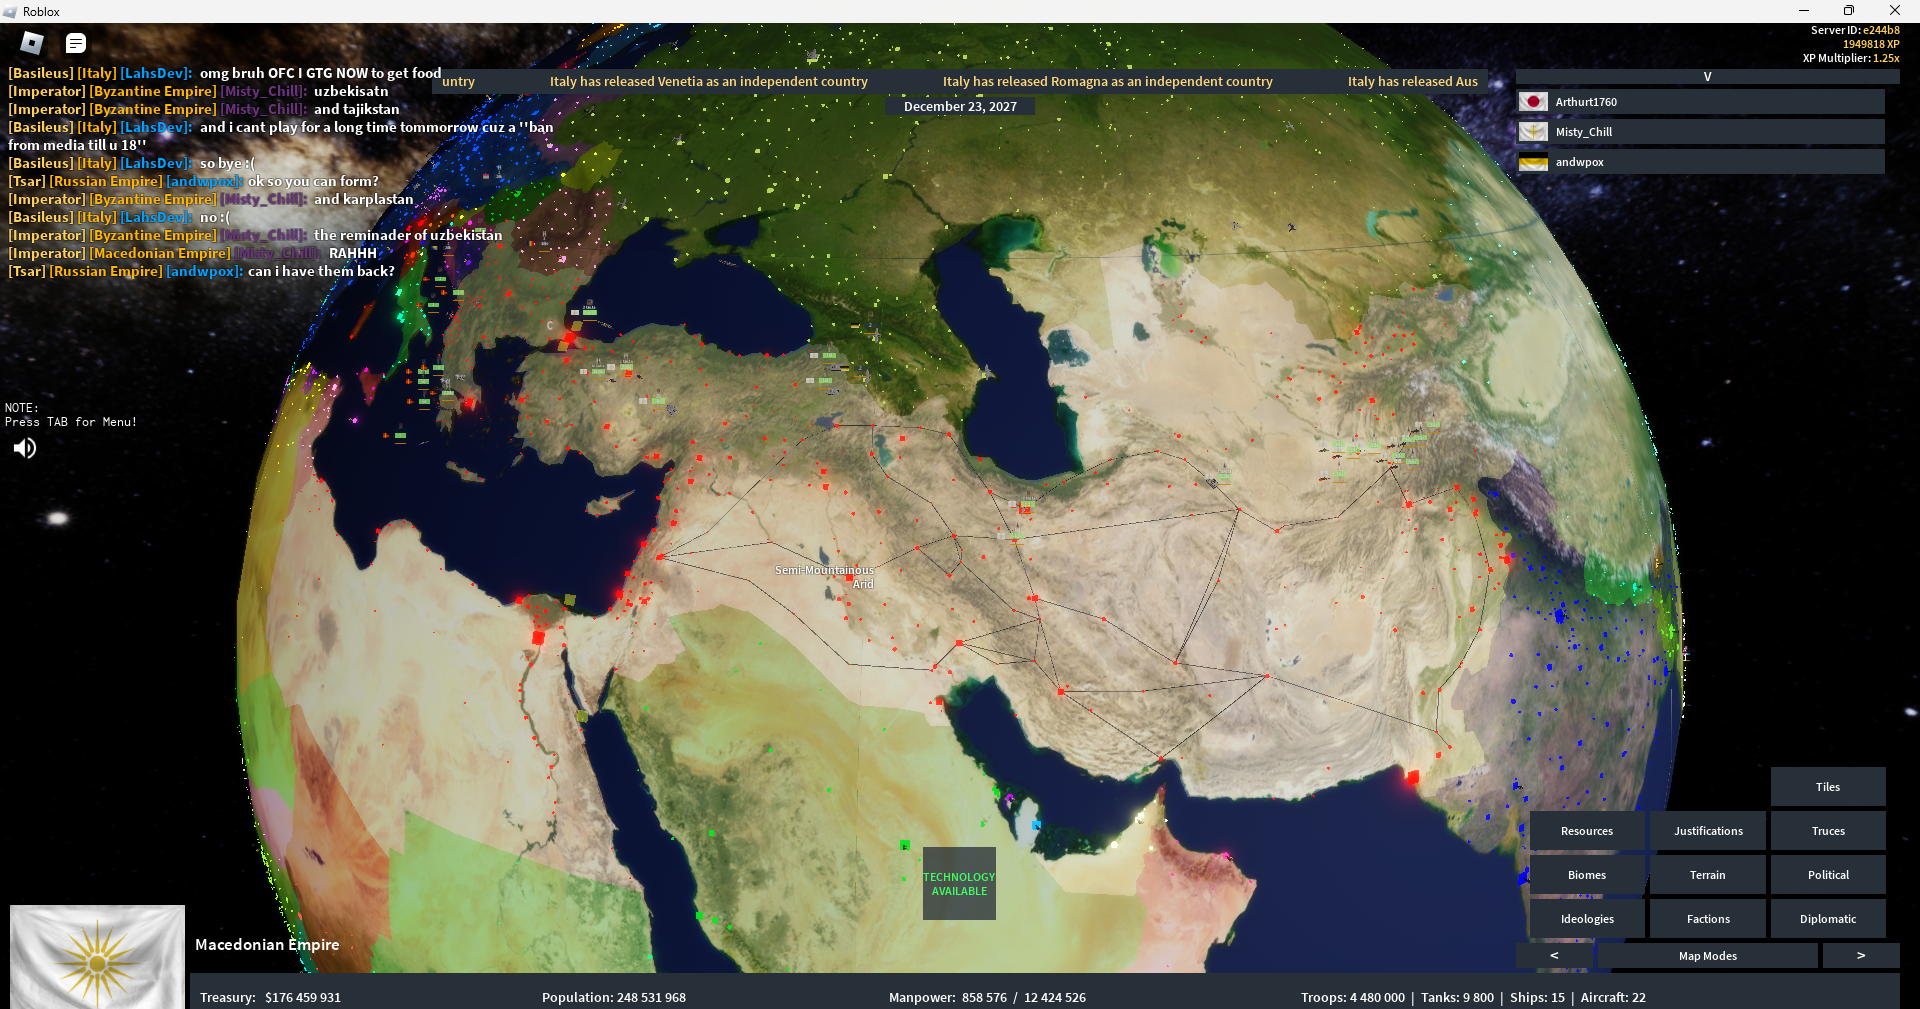 Roblox
Server ID: e244b8
1949818 XP
XP Multiplier: 1.25x
[Basileus] [Italy] [LahsDev]: omg bruh OFC I GTG NOW to get food
[Imperator] [Byzantine Empire] [Misty_Chill]: uzbekisatn
[Imperator] [Byzantine Empire] [Misty_Chill]: and tajikstan
[Basileus] [Italy] [LahsDev]: and i cant play for a long time tommorrow cuz a ''ban
from media till u 18''
[Basileus] [Italy] [LahsDev]: so bye :(
[Tsar] [Russian Empire] [andwpox]: ok so you can form?
[Imperator] [Byzantine Empire] [Misty_Chill]: and karplastan
[Basileus] [Italy] [LahsDev]: no :(
[Imperator] [Byzantine Empire] [Misty_Chill]: the reminader of uzbekistan
[Imperator] [Macedonian Empire] [Misty_Chill]: RAHHH
[Tsar] [Russian Empire] [andwpox]: can i have them back?
untry Italy has released Venetia as an independent country Italy has released Romagna as an independent country Italy has released Aus
December 23, 2027
V
Arthurt1760
Misty_Chill
andwpox
NOTE:
Press TAB for Menu!
C
Semi-Mountainous
Arid
TECHNOLOGY
AVAILABLE
Tiles
Resources Justifications Truces
Biomes Terrain Political
Ideologies Factions Diplomatic
< Map Modes >
Macedonian Empire
Treasury: $176 459 931 Population: 248 531 968 Manpower: 858 576 / 12 424 526 Troops: 4 480 000 | Tanks: 9 800 | Ships: 15 | Aircraft: 22